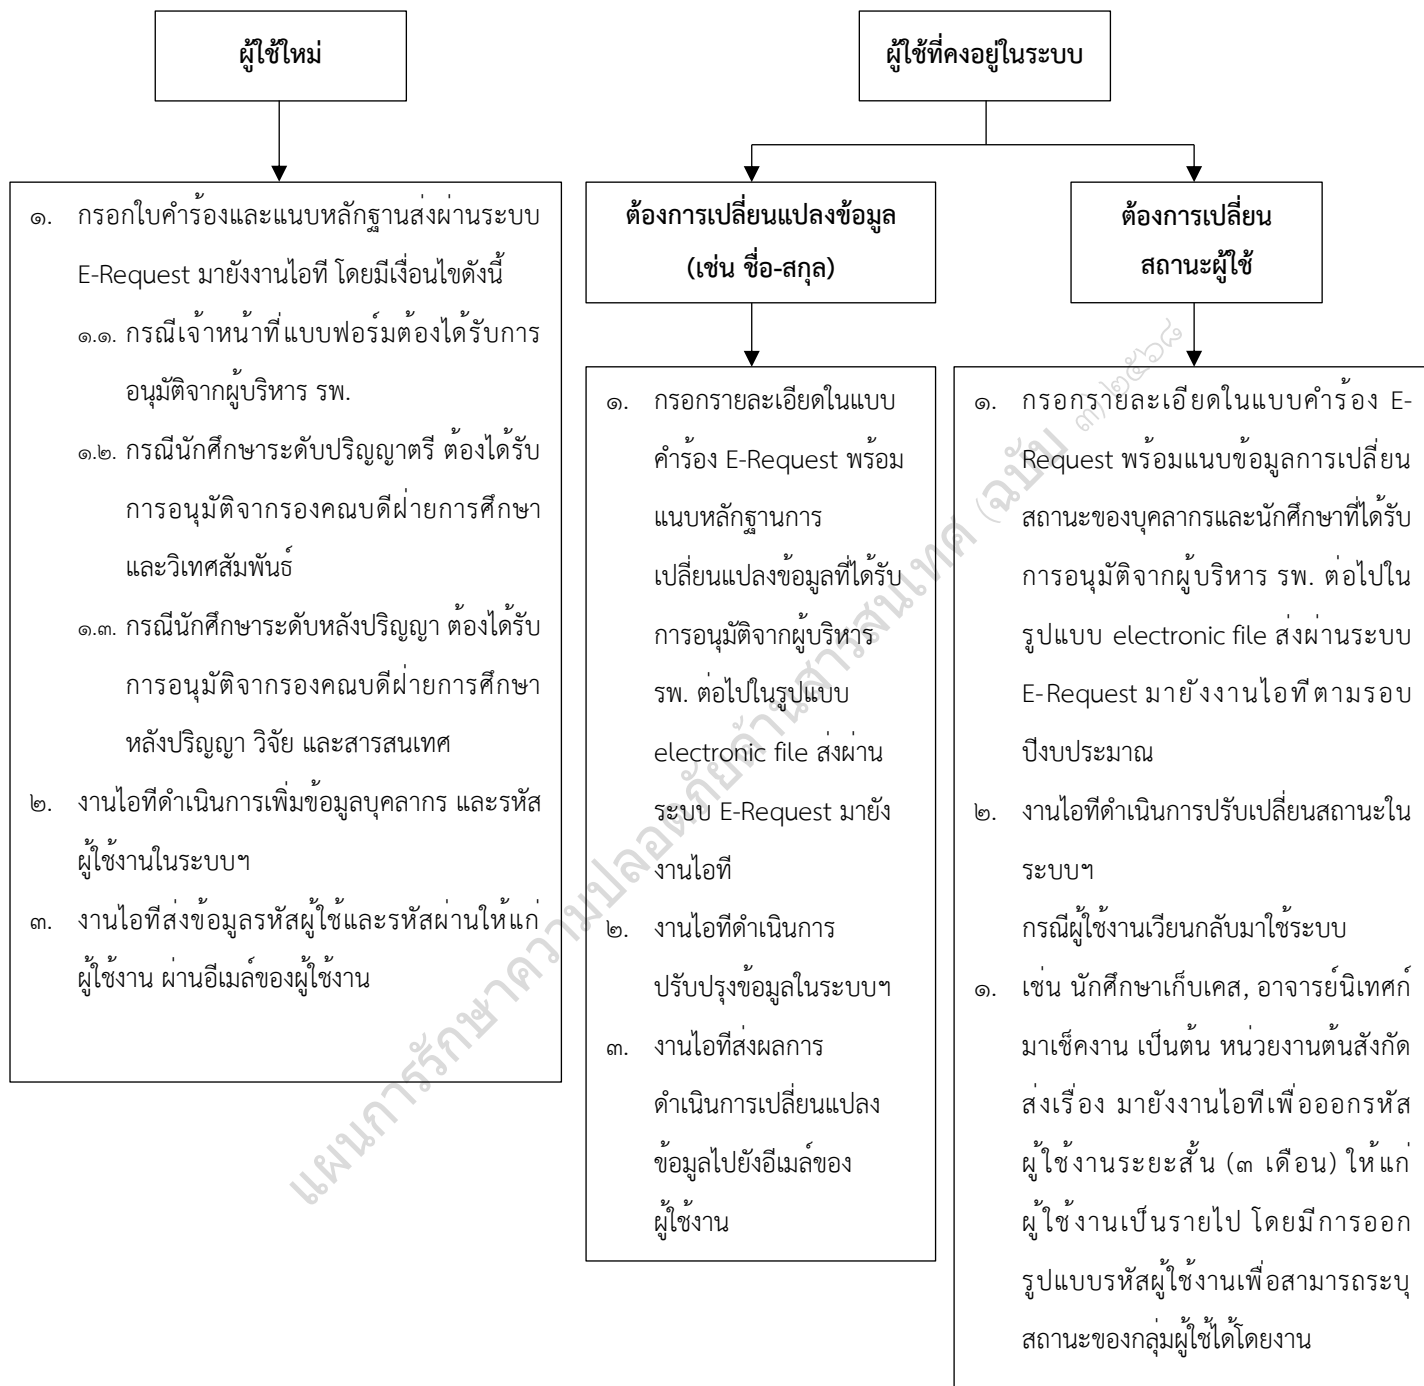 ผู้ใช้ใหม่
ผู้ใช้ที่คงอยู่ในระบบ
๑. กรอกใบคำร้องและแนบหลักฐานส่งผ่านระบบ
E-Request มายังงานไอที โดยมีเงื่อนไขดังนี้
๑.๑. กรณีเจ้าหน้าที่แบบฟอร์มต้องได้รับการ
อนุมัติจากผู้บริหาร รพ.
๑.๒. กรณีนักศึกษาระดับปริญญาตรี ต้องได้รับ
การอนุมัติจากรองคณบดีฝ่ายการศึกษา
และวิเทศสัมพันธ์
๑.๓. กรณีนักศึกษาระดับหลังปริญญา ต้องได้รับ
การอนุมัติจากรองคณบดีฝ่ายการศึกษา
หลังปริญญา วิจัย และสารสนเทศ
๒. งานไอทีดำเนินการเพิ่มข้อมูลบุคลากร และรหัส
ผู้ใช้งานในระบบฯ
๓. งานไอทีส่งข้อมูลรหัสผู้ใช้และรหัสผ่านให้แก่
ผู้ใช้งาน ผ่านอีเมล์ของผู้ใช้งาน
ต้องการเปลี่ยนแปลงข้อมูล
(เช่น ชื่อ-สกุล)
๑. กรอกรายละเอียดในแบบ
คำร้อง E-Request พร้อม
แนบหลักฐานการ
เปลี่ยนแปลงข้อมูลที่ได้รับ
การอนุมัติจากผู้บริหาร
รพ. ต่อไปในรูปแบบ
electronic file ส่งผ่าน
ระบบ E-Request มายัง
งานไอที
๒. งานไอทีดำเนินการ
ปรับปรุงข้อมูลในระบบฯ
๓. งานไอทีส่งผลการ
ดำเนินการเปลี่ยนแปลง
ข้อมูลไปยังอีเมล์ของ
ผู้ใช้งาน
ต้องการเปลี่ยน
สถานะผู้ใช้
๑. กรอกรายละเอียดในแบบคำร้อง E-
Request พร้อมแนบข้อมูลการเปลี่ยน
สถานะของบุคลากรและนักศึกษาที่ได้รับ
การอนุมัติจากผู้บริหาร รพ. ต่อไปใน
รูปแบบ electronic file ส่งผ่านระบบ
E-Request มายังงานไอทีตามรอบ
ปีงบประมาณ
๒. งานไอทีดำเนินการปรับเปลี่ยนสถานะใน
ระบบฯ
กรณีผู้ใช้งานเวียนกลับมาใช้ระบบ
๑. เช่น นักศึกษาเก็บเคส, อาจารย์นิเทศก์
มาเช็คงาน เป็นต้น หน่วยงานต้นสังกัด
ส่งเรื่อง มายังงานไอทีเพื่อออกรหัส
ผู้ใช้งานระยะสั้น (๓ เดือน) ให้แก่
ผู้ใช้งานเป็นรายไป โดยมีการออก
รูปแบบรหัสผู้ใช้งานเพื่อสามารถระบุ
สถานะของกลุ่มผู้ใช้ได้โดยงาน
แผนการรักษาความปลอดภัยด้านสารสนเทศ (ฉบับ ๓) ๒๕๖๘